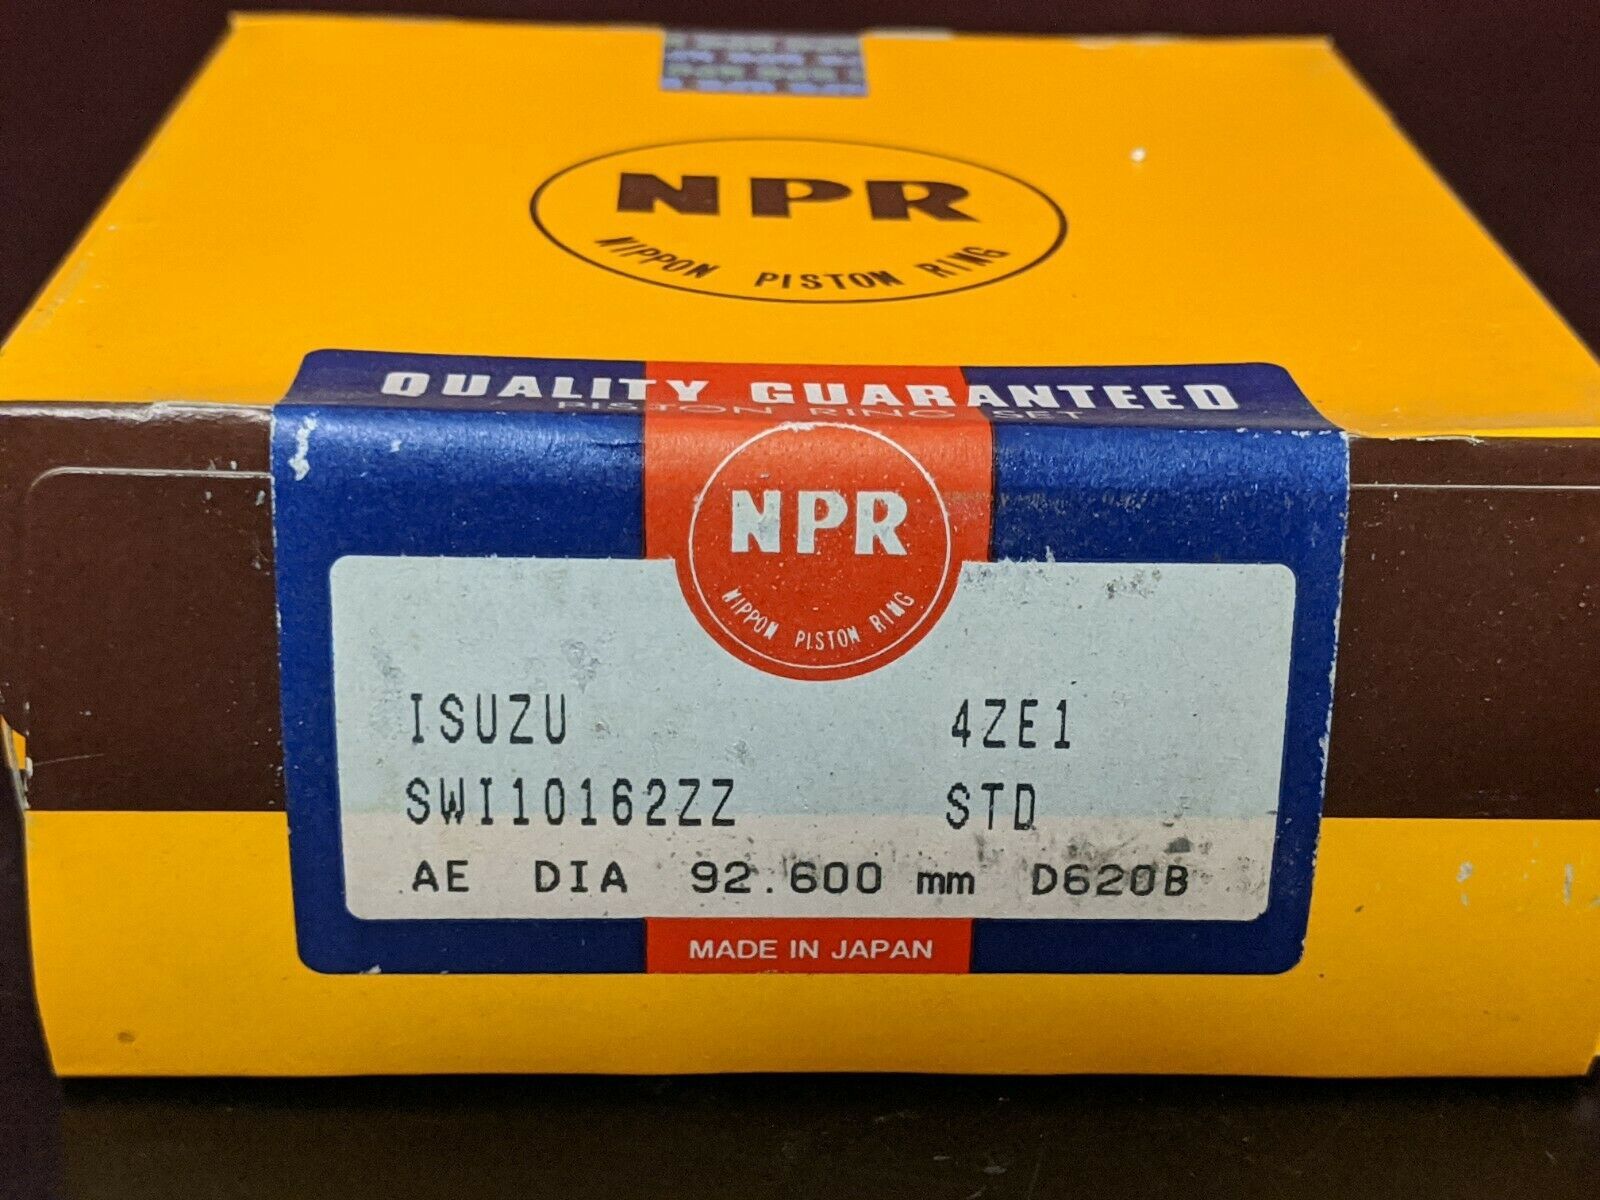 NPR
NIPPON PISTON RING
QUALITY GUARANTEED
PISTON RING SET
NPR
NIPPON PISTON RING
ISUZU 4ZE1
SWI10162ZZ STD
AE DIA 92.600 mm D620B
MADE IN JAPAN